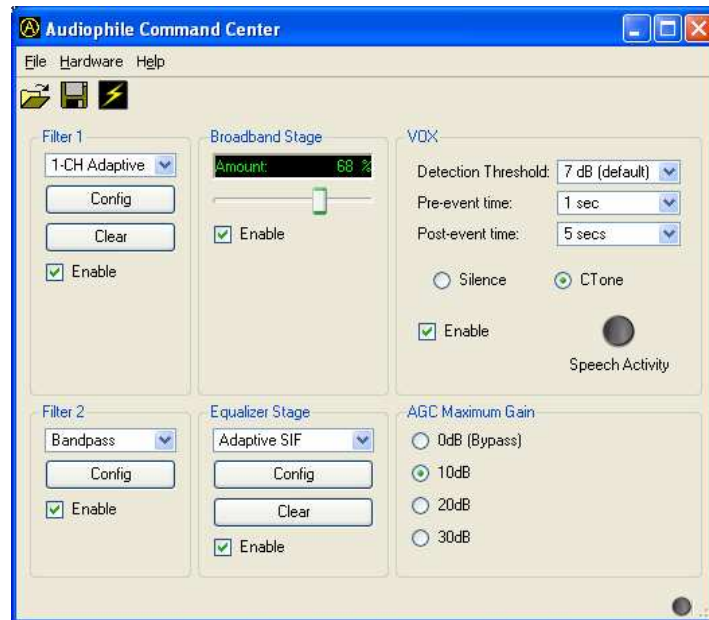 Audiophile Command Center
File Hardware Help
Filter 1
1-CH Adaptive
Config
Clear
Enable
Broadband Stage
Amount: 68 %
Enable
VOX
Detection Threshold: 7 dB (default)
Pre-event time: 1 sec
Post-event time: 5 secs
Silence CTone
Enable
Speech Activity
Filter 2
Bandpass
Config
Enable
Equalizer Stage
Adaptive SIF
Config
Clear
Enable
AGC Maximum Gain
0dB (Bypass)
10dB
20dB
30dB